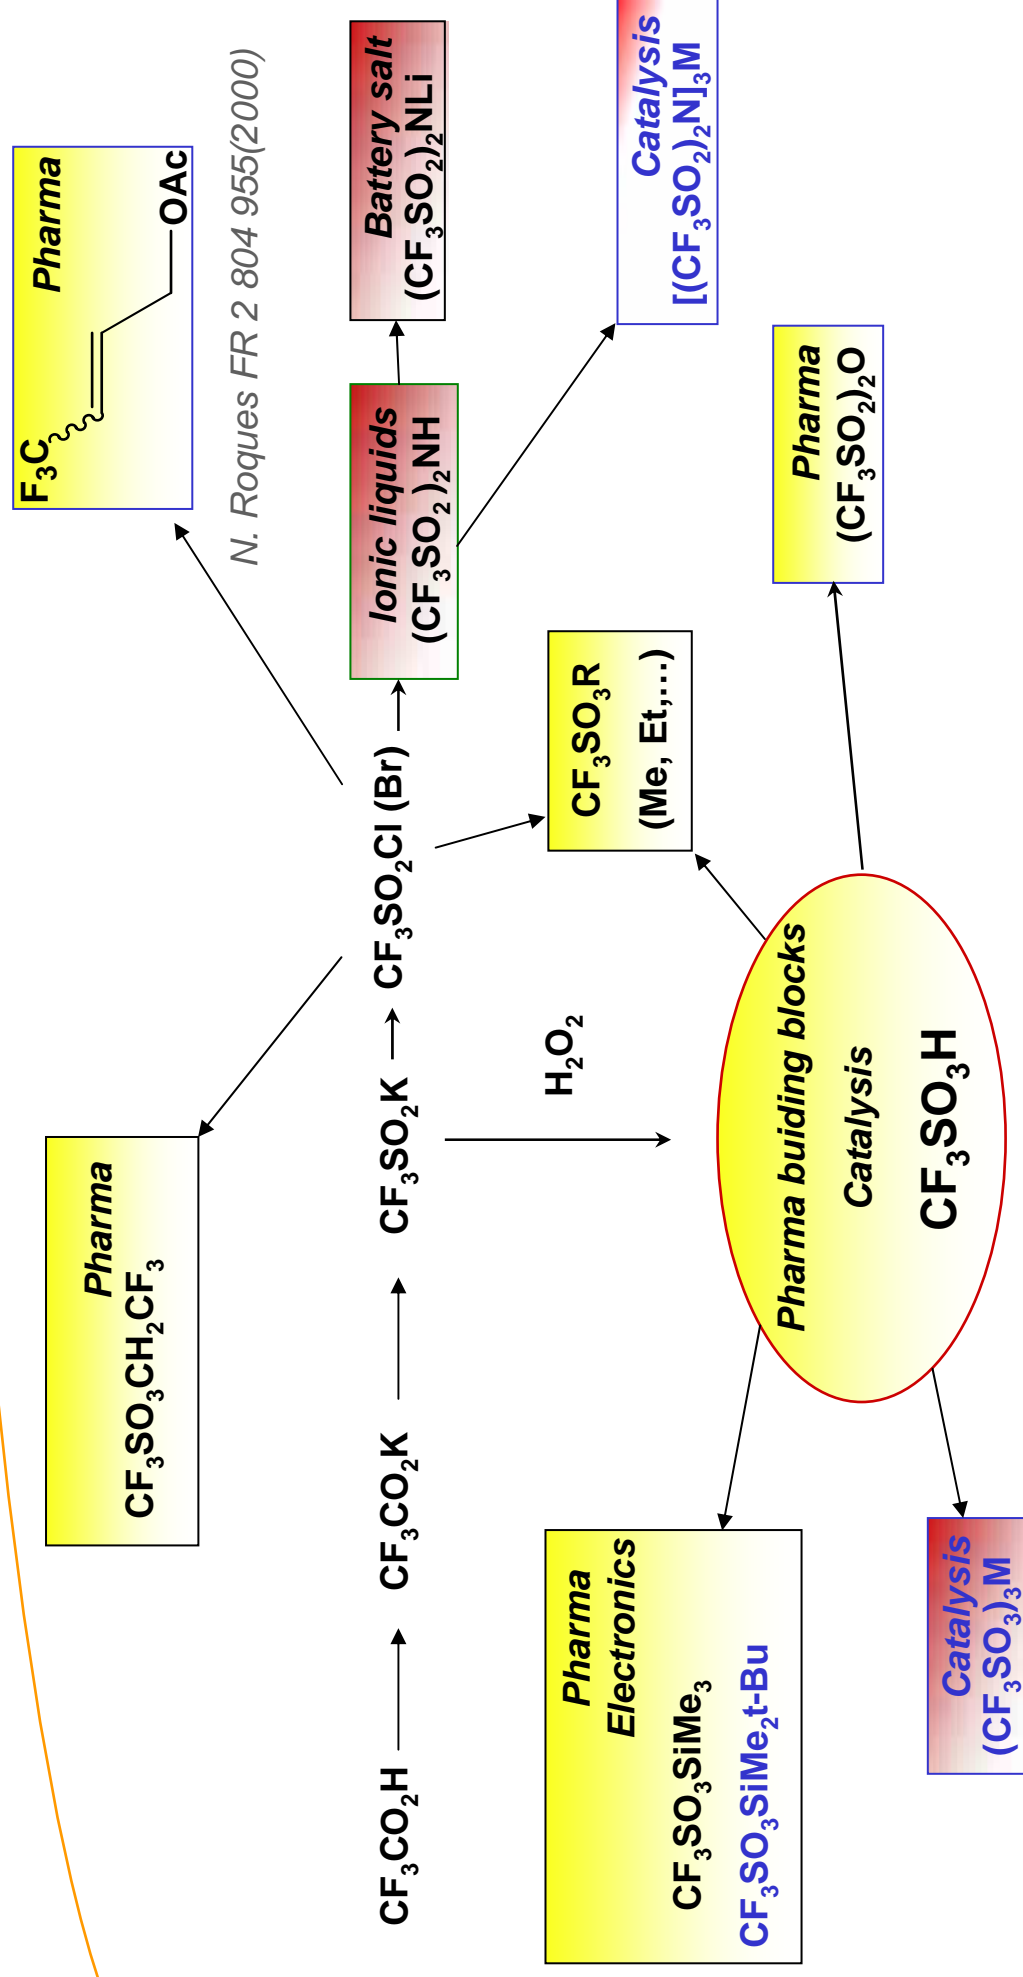 Pharma
CF3SO3CH2CF3
F3C
Pharma
OAc
N. Roques FR 2 804 955(2000)
CF3CO2H
CF3CO2K
CF3SO2K
CF3SO2Cl (Br)
Ionic liquids
(CF3SO2)2NH
Battery salt
(CF3SO2)2NLi
H2O2
CF3SO3R
(Me, Et,...)
Catalysis
[(CF3SO2)2N]3M
Pharma
Electronics
CF3SO3SiMe3
CF3SO3SiMe2t-Bu
Pharma buiding blocks
Catalysis
CF3SO3H
Pharma
(CF3SO2)2O
Catalysis
(CF3SO3)3M